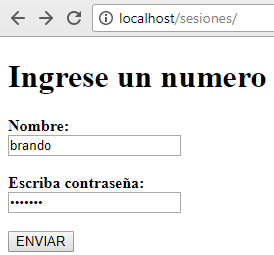 localhost/sesiones/
Ingrese un numero
Nombre:
brando
Escriba contraseña:
•••••••
ENVIAR